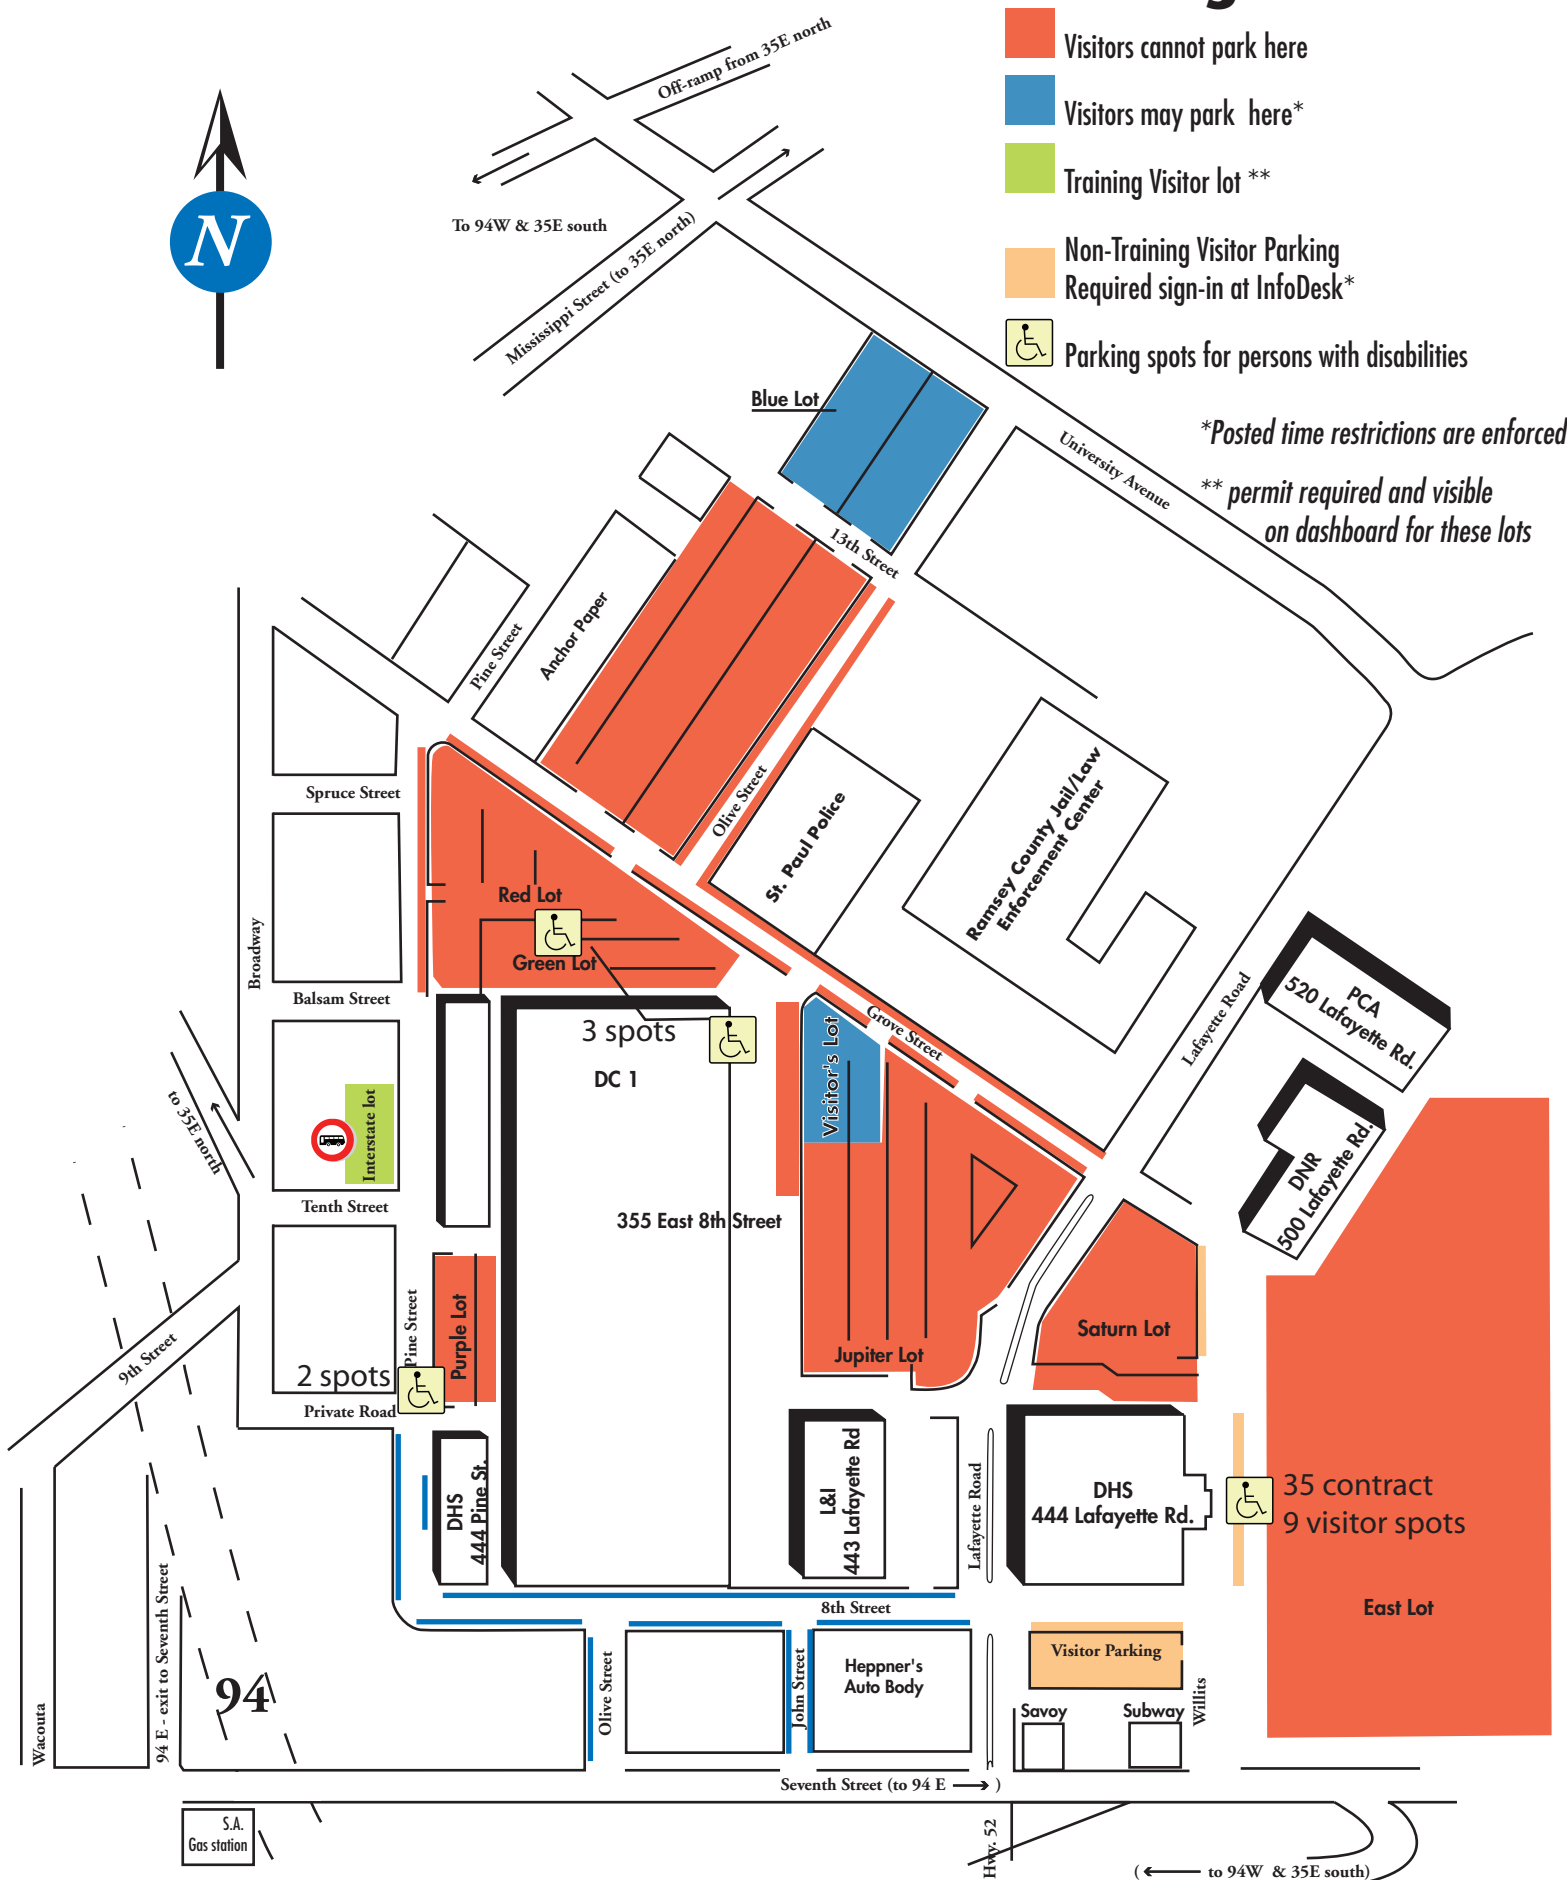 Visitors cannot park here
Visitors may park here*
Training Visitor lot **
Non-Training Visitor Parking
Required sign-in at InfoDesk*
Parking spots for persons with disabilities
*Posted time restrictions are enforced
** permit required and visible
on dashboard for these lots
N
Off-ramp from 35E north
To 94W & 35E south
Mississippi Street (to 35E north)
Blue Lot
University Avenue
13th Street
Pine Street
Anchor Paper
Spruce Street
Olive Street
St. Paul Police
Ramsey County Jail/Law
Enforcement Center
Red Lot
Green Lot
Broadway
Balsam Street
Lafayette Road
PCA
520 Lafayette Rd.
3 spots
DC 1
Visitor's Lot
Grove Street
to 35E north
Interstate lot
Tenth Street
355 East 8th Street
DNR
500 Lafayette Rd.
9th Street
Pine Street
Purple Lot
2 spots
Private Road
Jupiter Lot
Saturn Lot
DHS
444 Pine St.
L&I
443 Lafayette Rd
Lafayette Road
DHS
444 Lafayette Rd.
35 contract
9 visitor spots
East Lot
8th Street
94 E - exit to Seventh Street
94
Wacouta
Olive Street
John Street
Heppner's
Auto Body
Visitor Parking
Savoy
Subway
Willits
Seventh Street (to 94 E )
S.A.
Gas station
Hwy. 52
( to 94W & 35E south)